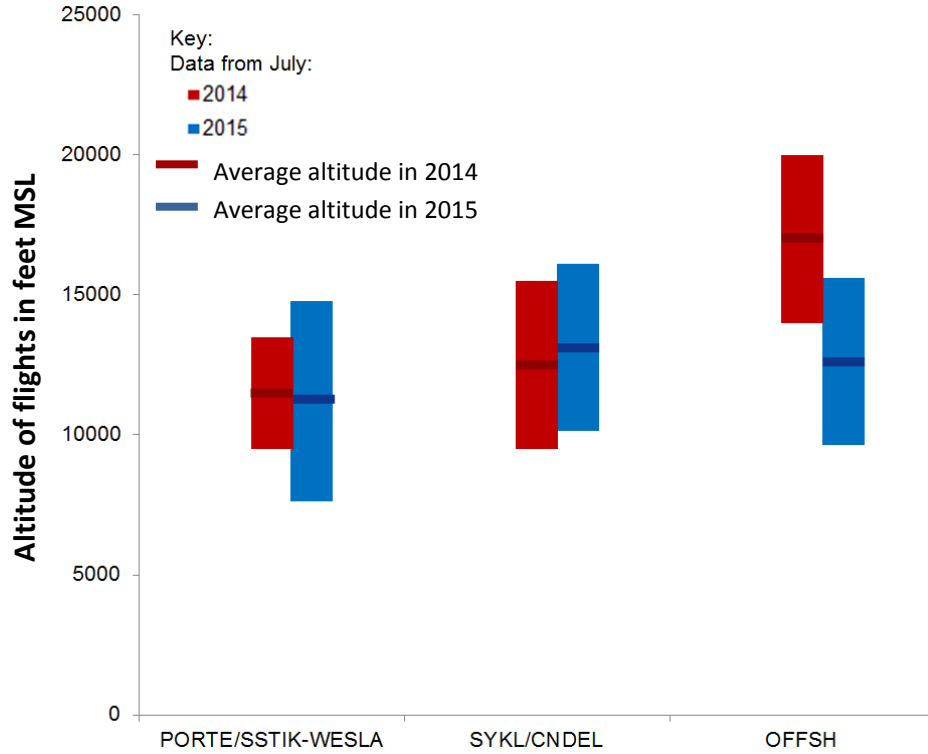 25000
Key:
Data from July:
2014
2015
20000
Average altitude in 2014
Average altitude in 2015
Altitude of flights in feet MSL
15000
10000
5000
0
PORTE/SSTIK-WESLA
SYKL/CNDEL
OFFSH